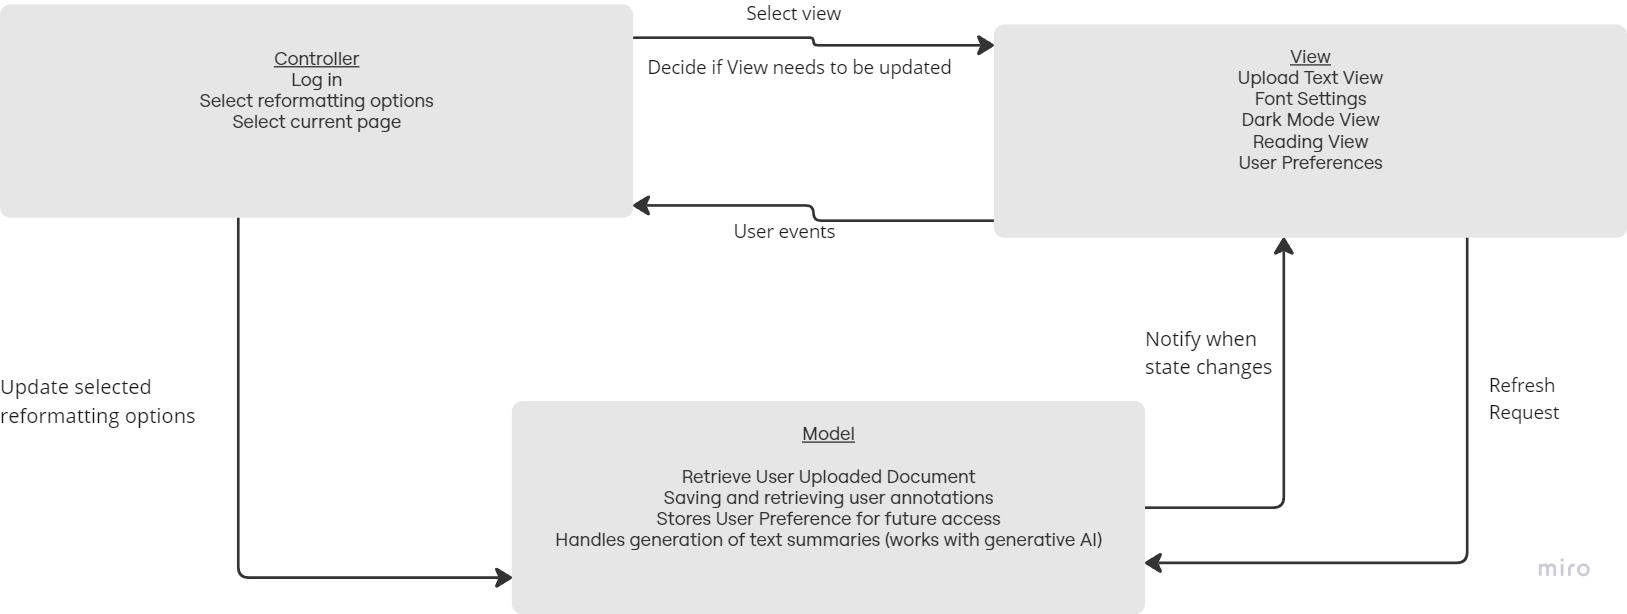 Select view
Controller
Log in
Select reformatting options
Select current page
Decide if View needs to be updated
View
Upload Text View
Font Settings
Dark Mode View
Reading View
User Preferences
User events
Notify when
state changes
Update selected
reformatting options
Refresh
Request
Model
Retrieve User Uploaded Document
Saving and retrieving user annotations
Stores User Preference for future access
Handles generation of text summaries (works with generative AI)
miro